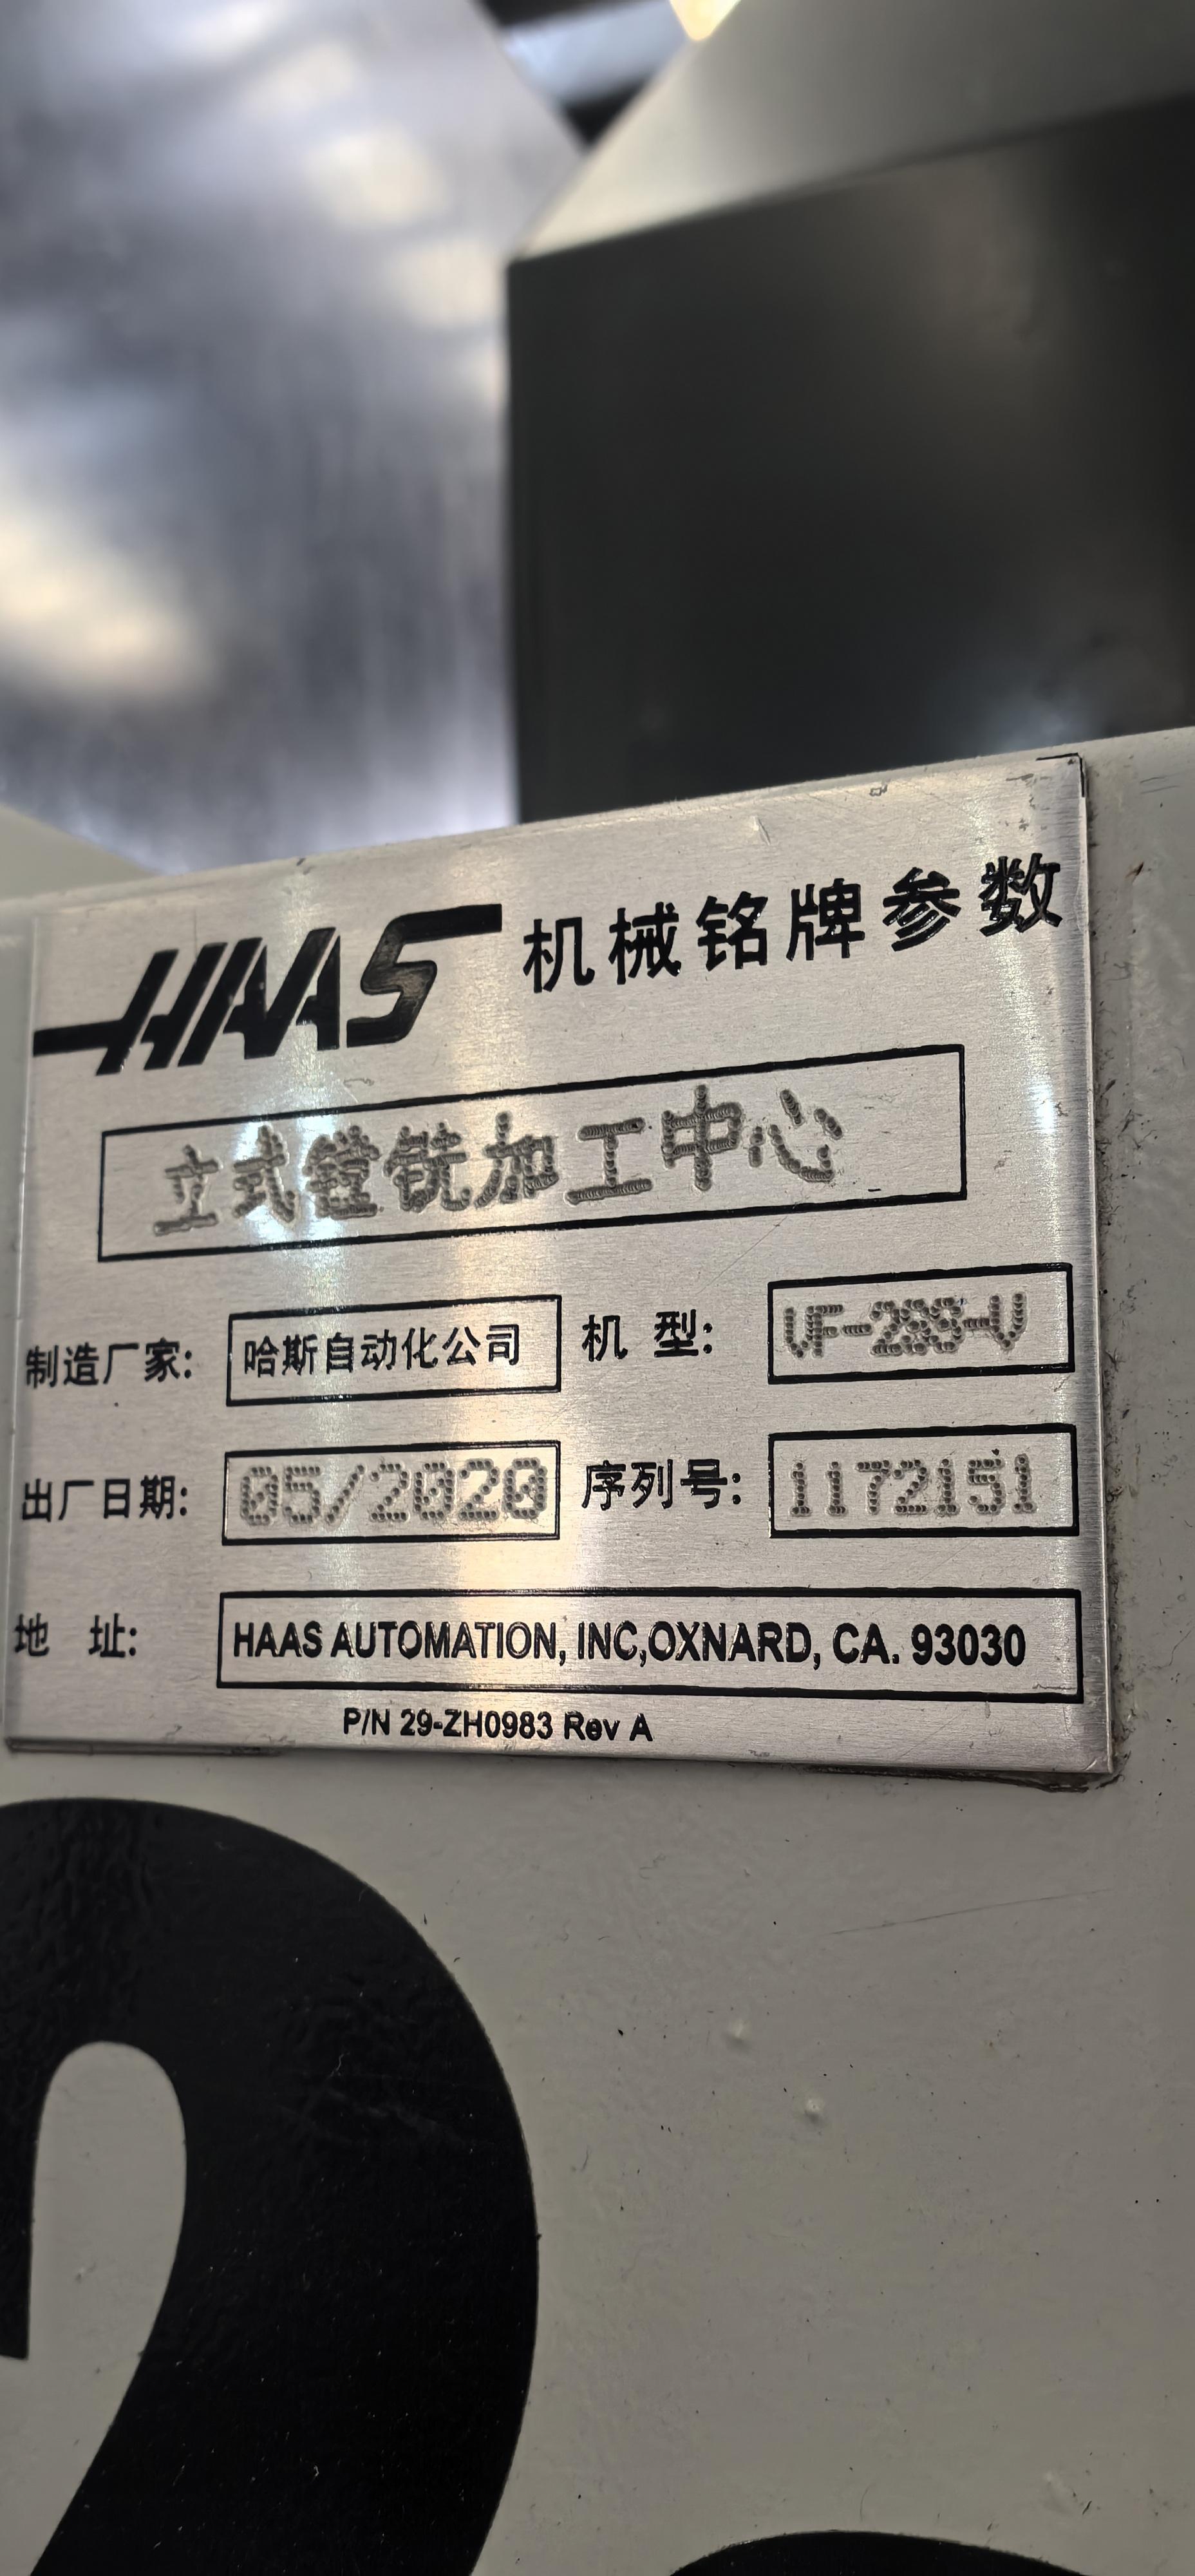 HAAS 机械铭牌参数
立式镗铣加工中心
制造厂家: 哈斯自动化公司 机 型:
出厂日期: 05/2020 序列号: 1172151
地 址: HAAS AUTOMATION, INC,OXNARD, CA. 93030
P/N 29-ZH0983 Rev A
2